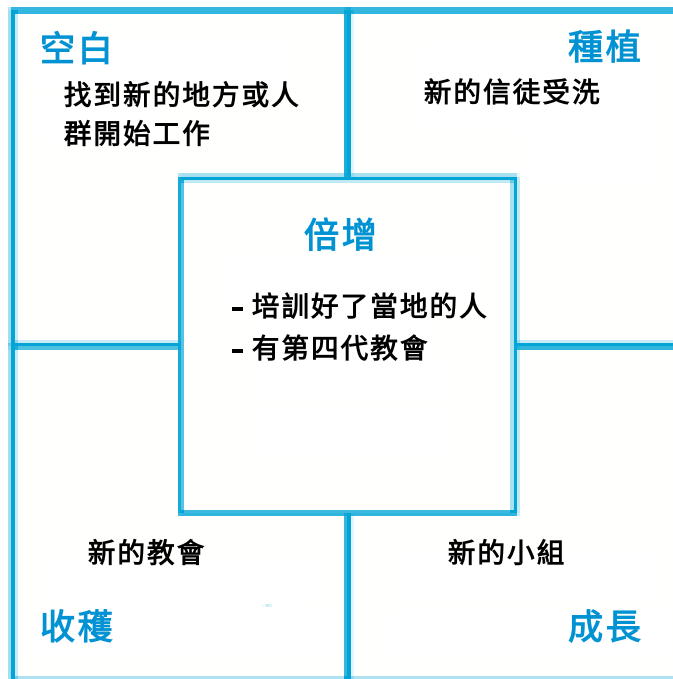 空白
找到新的地方或人
群開始工作
種植
新的信徒受洗
倍增
- 培訓好了當地的人
- 有第四代教會
新的教會
收穫
新的小組
成長